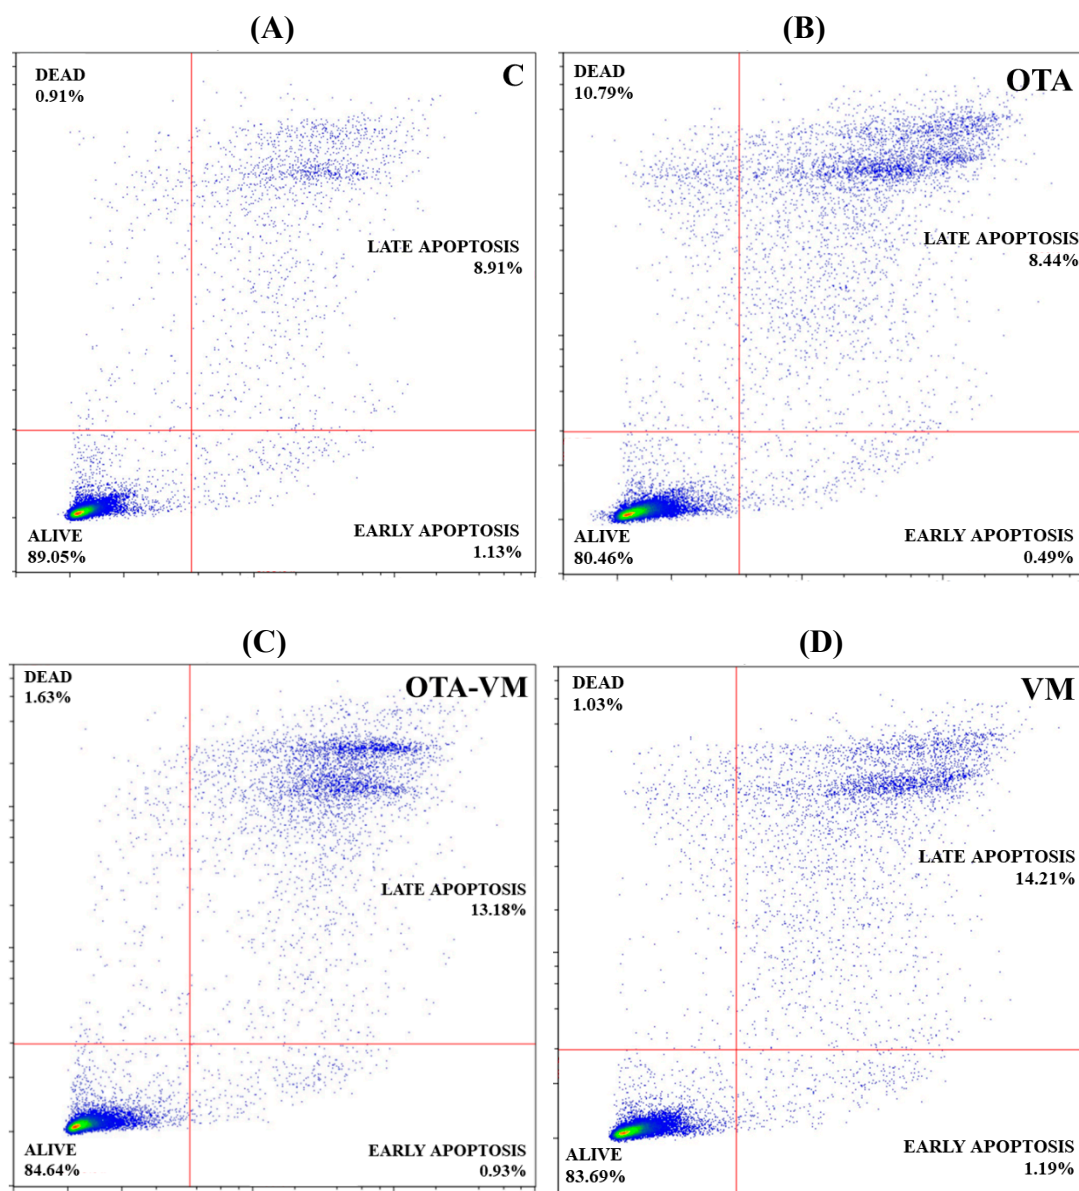 (A)
DEAD
0.91%
C
LATE APOPTOSIS
8.91%
ALIVE
89.05%
EARLY APOPTOSIS
1.13%
(B)
DEAD
10.79%
OTA
LATE APOPTOSIS
8.44%
ALIVE
80.46%
EARLY APOPTOSIS
0.49%
(C)
DEAD
1.63%
OTA-VM
LATE APOPTOSIS
13.18%
ALIVE
84.64%
EARLY APOPTOSIS
0.93%
(D)
DEAD
1.03%
VM
LATE APOPTOSIS
14.21%
ALIVE
83.69%
EARLY APOPTOSIS
1.19%